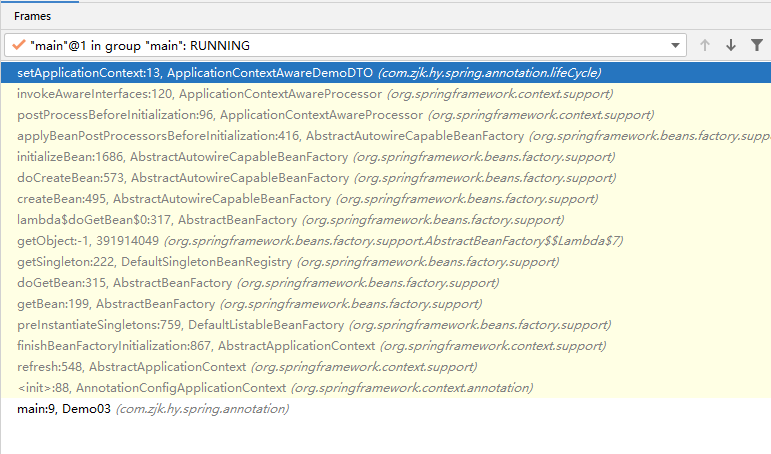 Frames
"main"@1 in group "main": RUNNING
setApplicationContext:13, ApplicationContextAwareDemoDTO (com.zjk.hy.spring.annotation.lifeCycle)
invokeAwareInterfaces:120, ApplicationContextAwareProcessor (org.springframework.context.support)
postProcessBeforeInitialization:96, ApplicationContextAwareProcessor (org.springframework.context.support)
applyBeanPostProcessorsBeforeInitialization:416, AbstractAutowireCapableBeanFactory (org.springframework.beans.factory.supp
initializeBean:1686, AbstractAutowireCapableBeanFactory (org.springframework.beans.factory.support)
doCreateBean:573, AbstractAutowireCapableBeanFactory (org.springframework.beans.factory.support)
createBean:495, AbstractAutowireCapableBeanFactory (org.springframework.beans.factory.support)
lambda$doGetBean$0:317, AbstractBeanFactory (org.springframework.beans.factory.support)
getObject:-1, 391914049 (org.springframework.beans.factory.support.AbstractBeanFactory$$Lambda$7)
getSingleton:222, DefaultSingletonBeanRegistry (org.springframework.beans.factory.support)
doGetBean:315, AbstractBeanFactory (org.springframework.beans.factory.support)
getBean:199, AbstractBeanFactory (org.springframework.beans.factory.support)
preInstantiateSingletons:759, DefaultListableBeanFactory (org.springframework.beans.factory.support)
finishBeanFactoryInitialization:867, AbstractApplicationContext (org.springframework.context.support)
refresh:548, AbstractApplicationContext (org.springframework.context.support)
<init>:88, AnnotationConfigApplicationContext (org.springframework.context.annotation)
main:9, Demo03 (com.zjk.hy.spring.annotation)